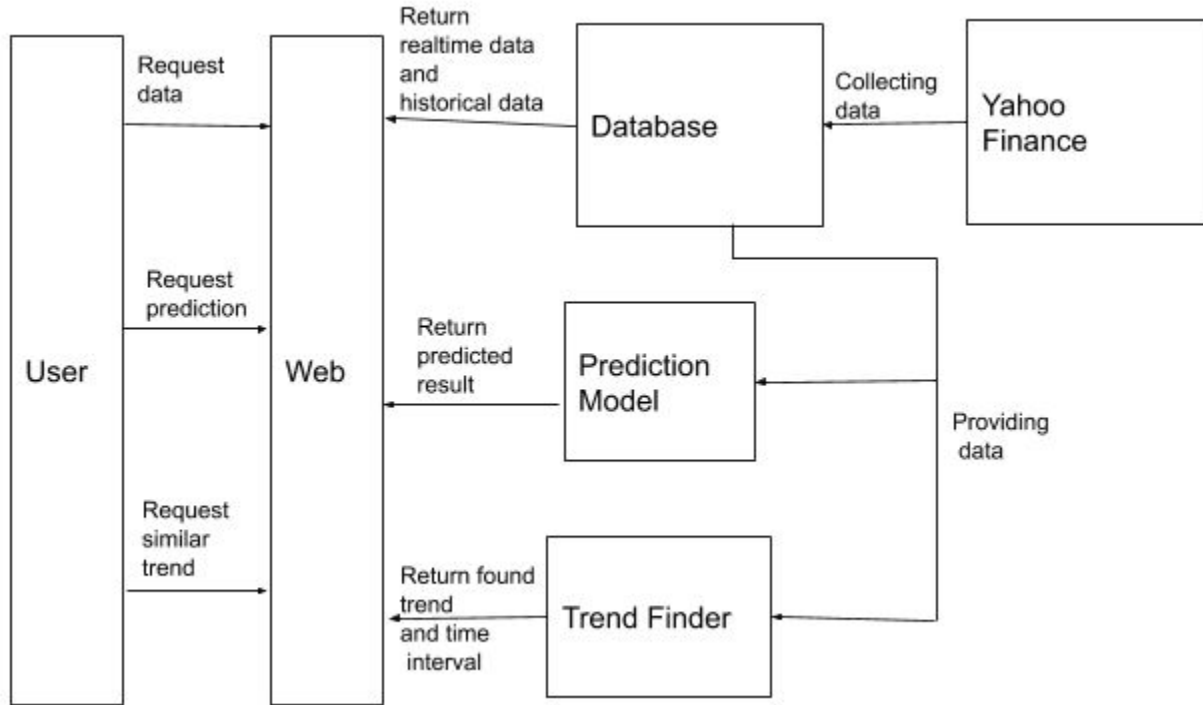 Request
data
Return
realtime data
and
historical data
Database
Collecting
data
Yahoo
Finance
Request
prediction
User
Web
Return
predicted
result
Prediction
Model
Providing
data
Request
similar
trend
Return found
trend
and time
interval
Trend Finder